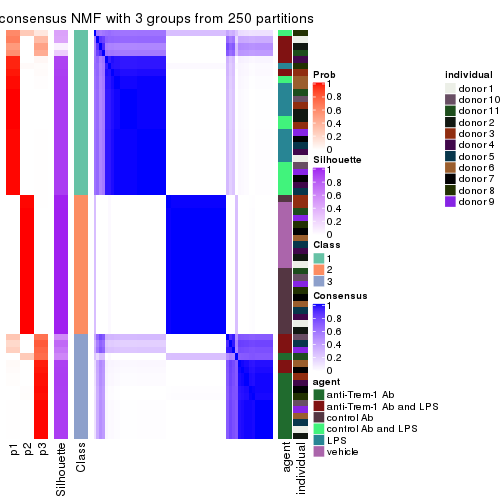 consensus NMF with 3 groups from 250 partitions
Prob
1
0.8
0.6
0.4
0.2
0
Silhouette
1
0.8
0.6
0.4
0.2
0
Class
1
2
3
Consensus
1
0.8
0.6
0.4
0.2
0
agent
anti-Trem-1 Ab
anti-Trem-1 Ab and LPS
control Ab
control Ab and LPS
LPS
vehicle
individual
donor 1
donor 10
donor 11
donor 2
donor 3
donor 4
donor 5
donor 6
donor 7
donor 8
donor 9
p1
p2
p3
Silhouette
Class
agent
individual